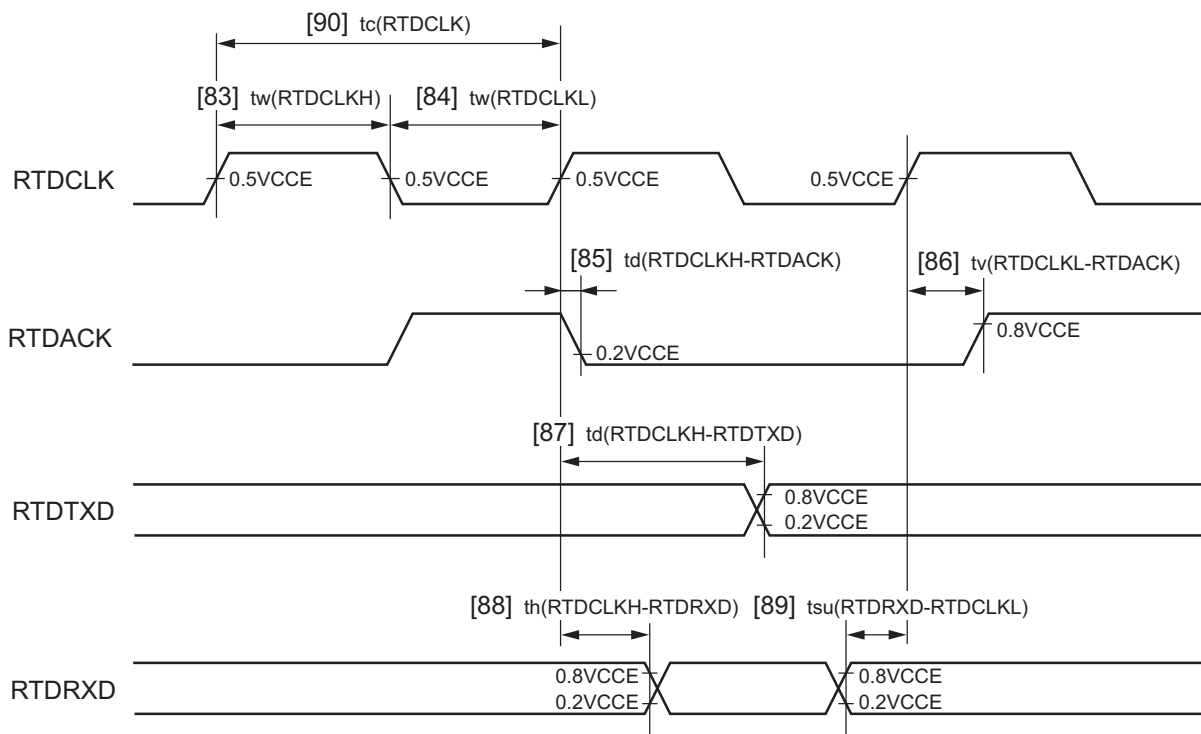 [90] tc(RTDCLK)
[83] tw(RTDCLKH) [84] tw(RTDCLKL)
RTDCLK 0.5VCCE 0.5VCCE 0.5VCCE 0.5VCCE
[85] td(RTDCLKH-RTDACK) [86] tv(RTDCLKL-RTDACK)
RTDACK 0.8VCCE
0.2VCCE
[87] td(RTDCLKH-RTDTXD)
0.8VCCE
RTDTXD
0.2VCCE
[88] th(RTDCLKH-RTDRXD) [89] tsu(RTDRXD-RTDCLKL)
0.8VCCE 0.8VCCE
RTDRXD
0.2VCCE 0.2VCCE